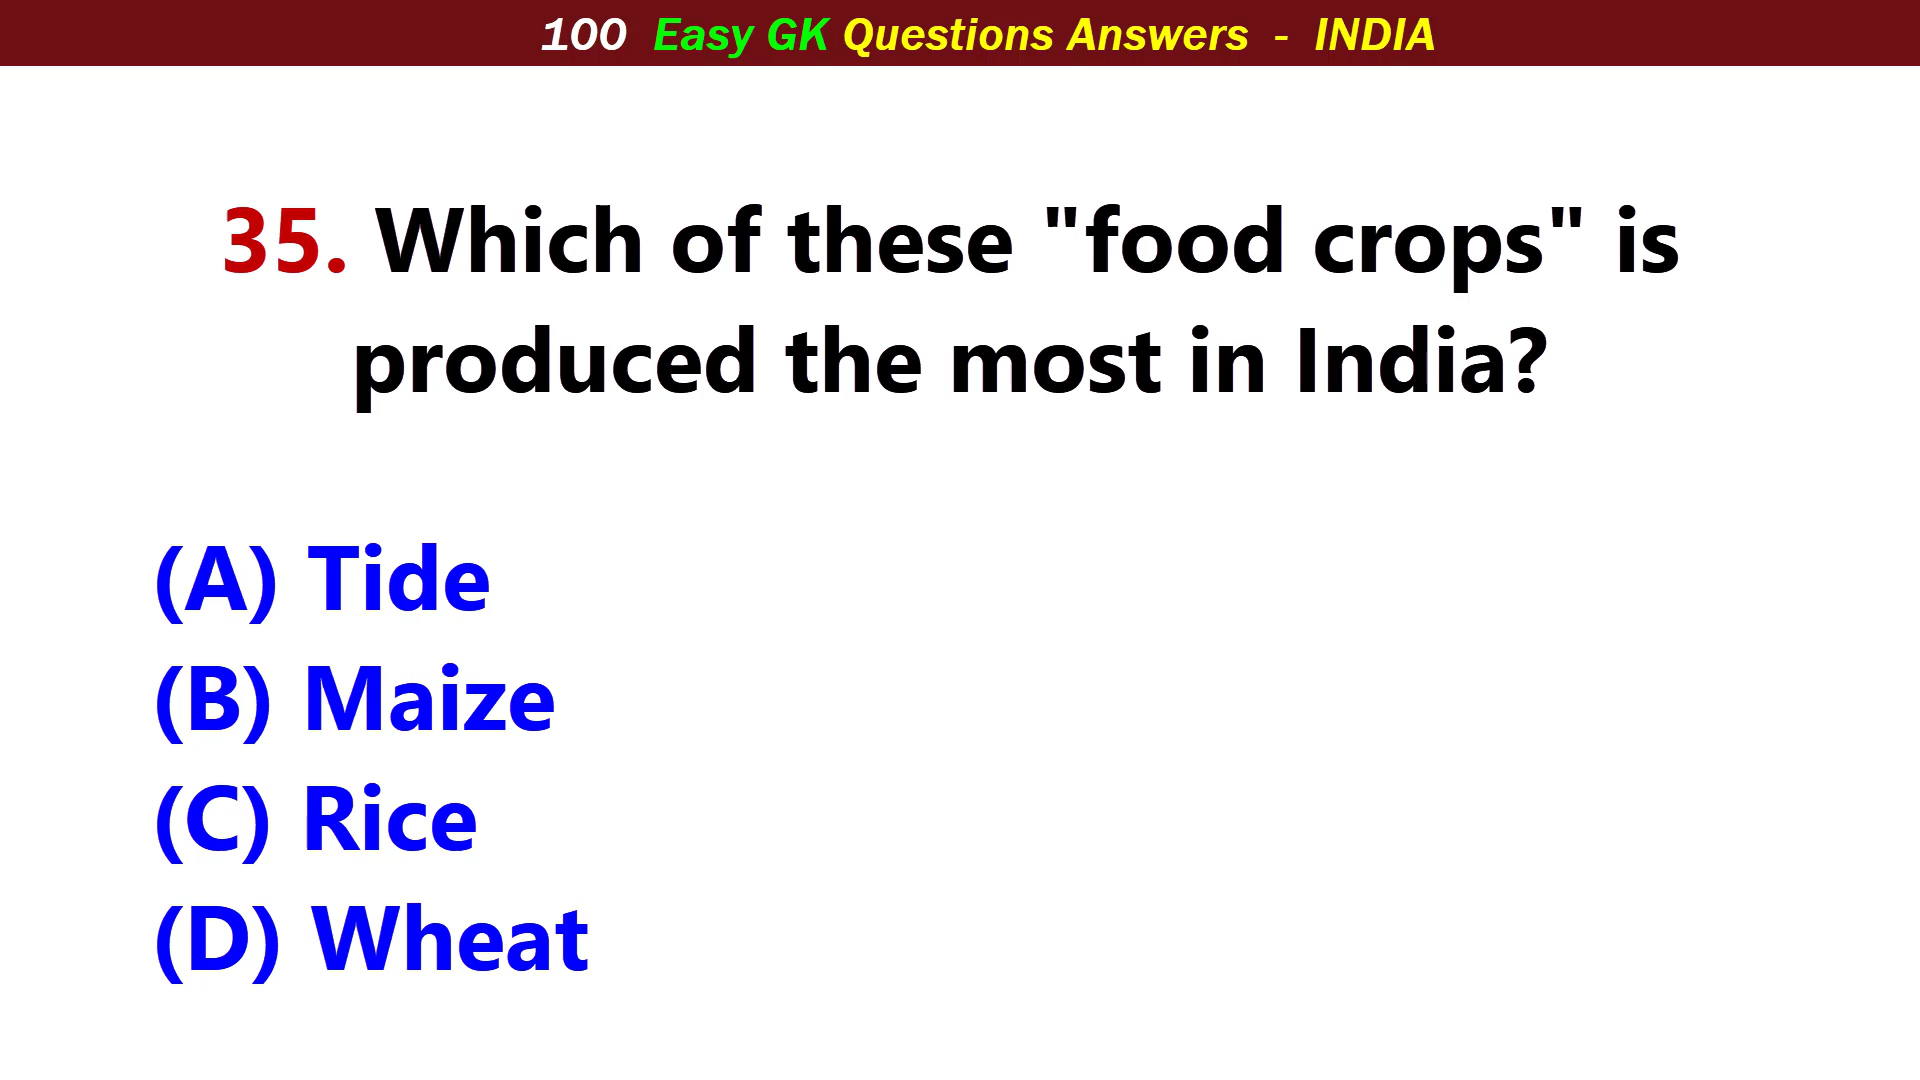 100 Easy GK Questions Answers - INDIA
35. Which of these "food crops" is
produced the most in India?
(A) Tide
(B) Maize
(C) Rice
(D) Wheat